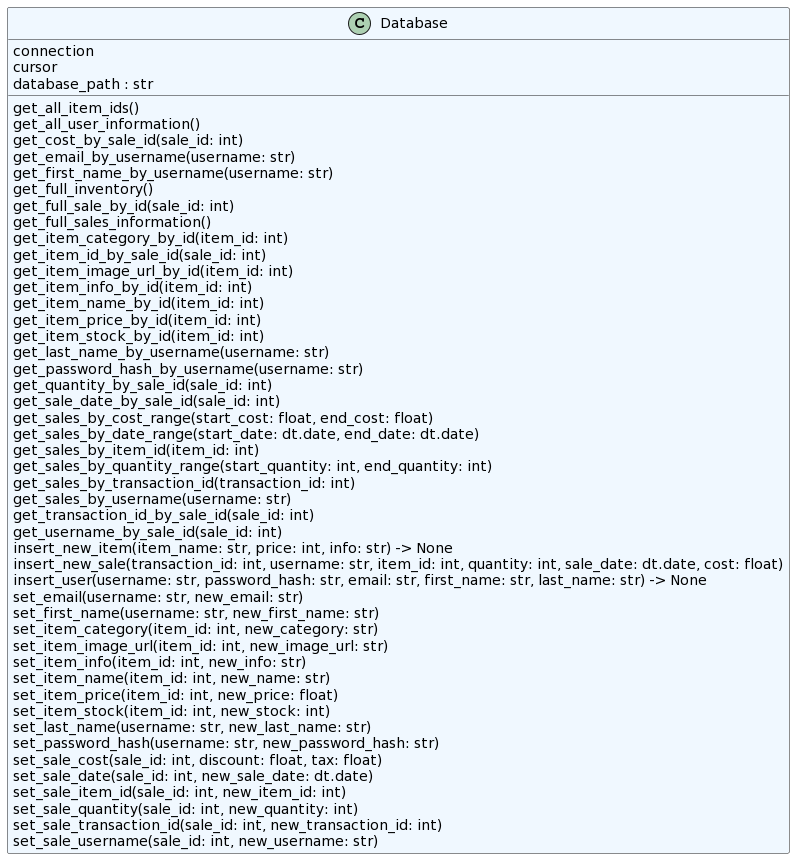 C Database
connection
cursor
database_path : str
get_all_item_ids()
get_all_user_information()
get_cost_by_sale_id(sale_id: int)
get_email_by_username(username: str)
get_first_name_by_username(username: str)
get_full_inventory()
get_full_sale_by_id(sale_id: int)
get_full_sales_information()
get_item_category_by_id(item_id: int)
get_item_id_by_sale_id(sale_id: int)
get_item_image_url_by_id(item_id: int)
get_item_info_by_id(item_id: int)
get_item_name_by_id(item_id: int)
get_item_price_by_id(item_id: int)
get_item_stock_by_id(item_id: int)
get_last_name_by_username(username: str)
get_password_hash_by_username(username: str)
get_quantity_by_sale_id(sale_id: int)
get_sale_date_by_sale_id(sale_id: int)
get_sales_by_cost_range(start_cost: float, end_cost: float)
get_sales_by_date_range(start_date: dt.date, end_date: dt.date)
get_sales_by_item_id(item_id: int)
get_sales_by_quantity_range(start_quantity: int, end_quantity: int)
get_sales_by_transaction_id(transaction_id: int)
get_sales_by_username(username: str)
get_transaction_id_by_sale_id(sale_id: int)
get_username_by_sale_id(sale_id: int)
insert_new_item(item_name: str, price: int, info: str) -> None
insert_new_sale(transaction_id: int, username: str, item_id: int, quantity: int, sale_date: dt.date, cost: float)
insert_user(username: str, password_hash: str, email: str, first_name: str, last_name: str) -> None
set_email(username: str, new_email: str)
set_first_name(username: str, new_first_name: str)
set_item_category(item_id: int, new_category: str)
set_item_image_url(item_id: int, new_image_url: str)
set_item_info(item_id: int, new_info: str)
set_item_name(item_id: int, new_name: str)
set_item_price(item_id: int, new_price: float)
set_item_stock(item_id: int, new_stock: int)
set_last_name(username: str, new_last_name: str)
set_password_hash(username: str, new_password_hash: str)
set_sale_cost(sale_id: int, discount: float, tax: float)
set_sale_date(sale_id: int, new_sale_date: dt.date)
set_sale_item_id(sale_id: int, new_item_id: int)
set_sale_quantity(sale_id: int, new_quantity: int)
set_sale_transaction_id(sale_id: int, new_transaction_id: int)
set_sale_username(sale_id: int, new_username: str)